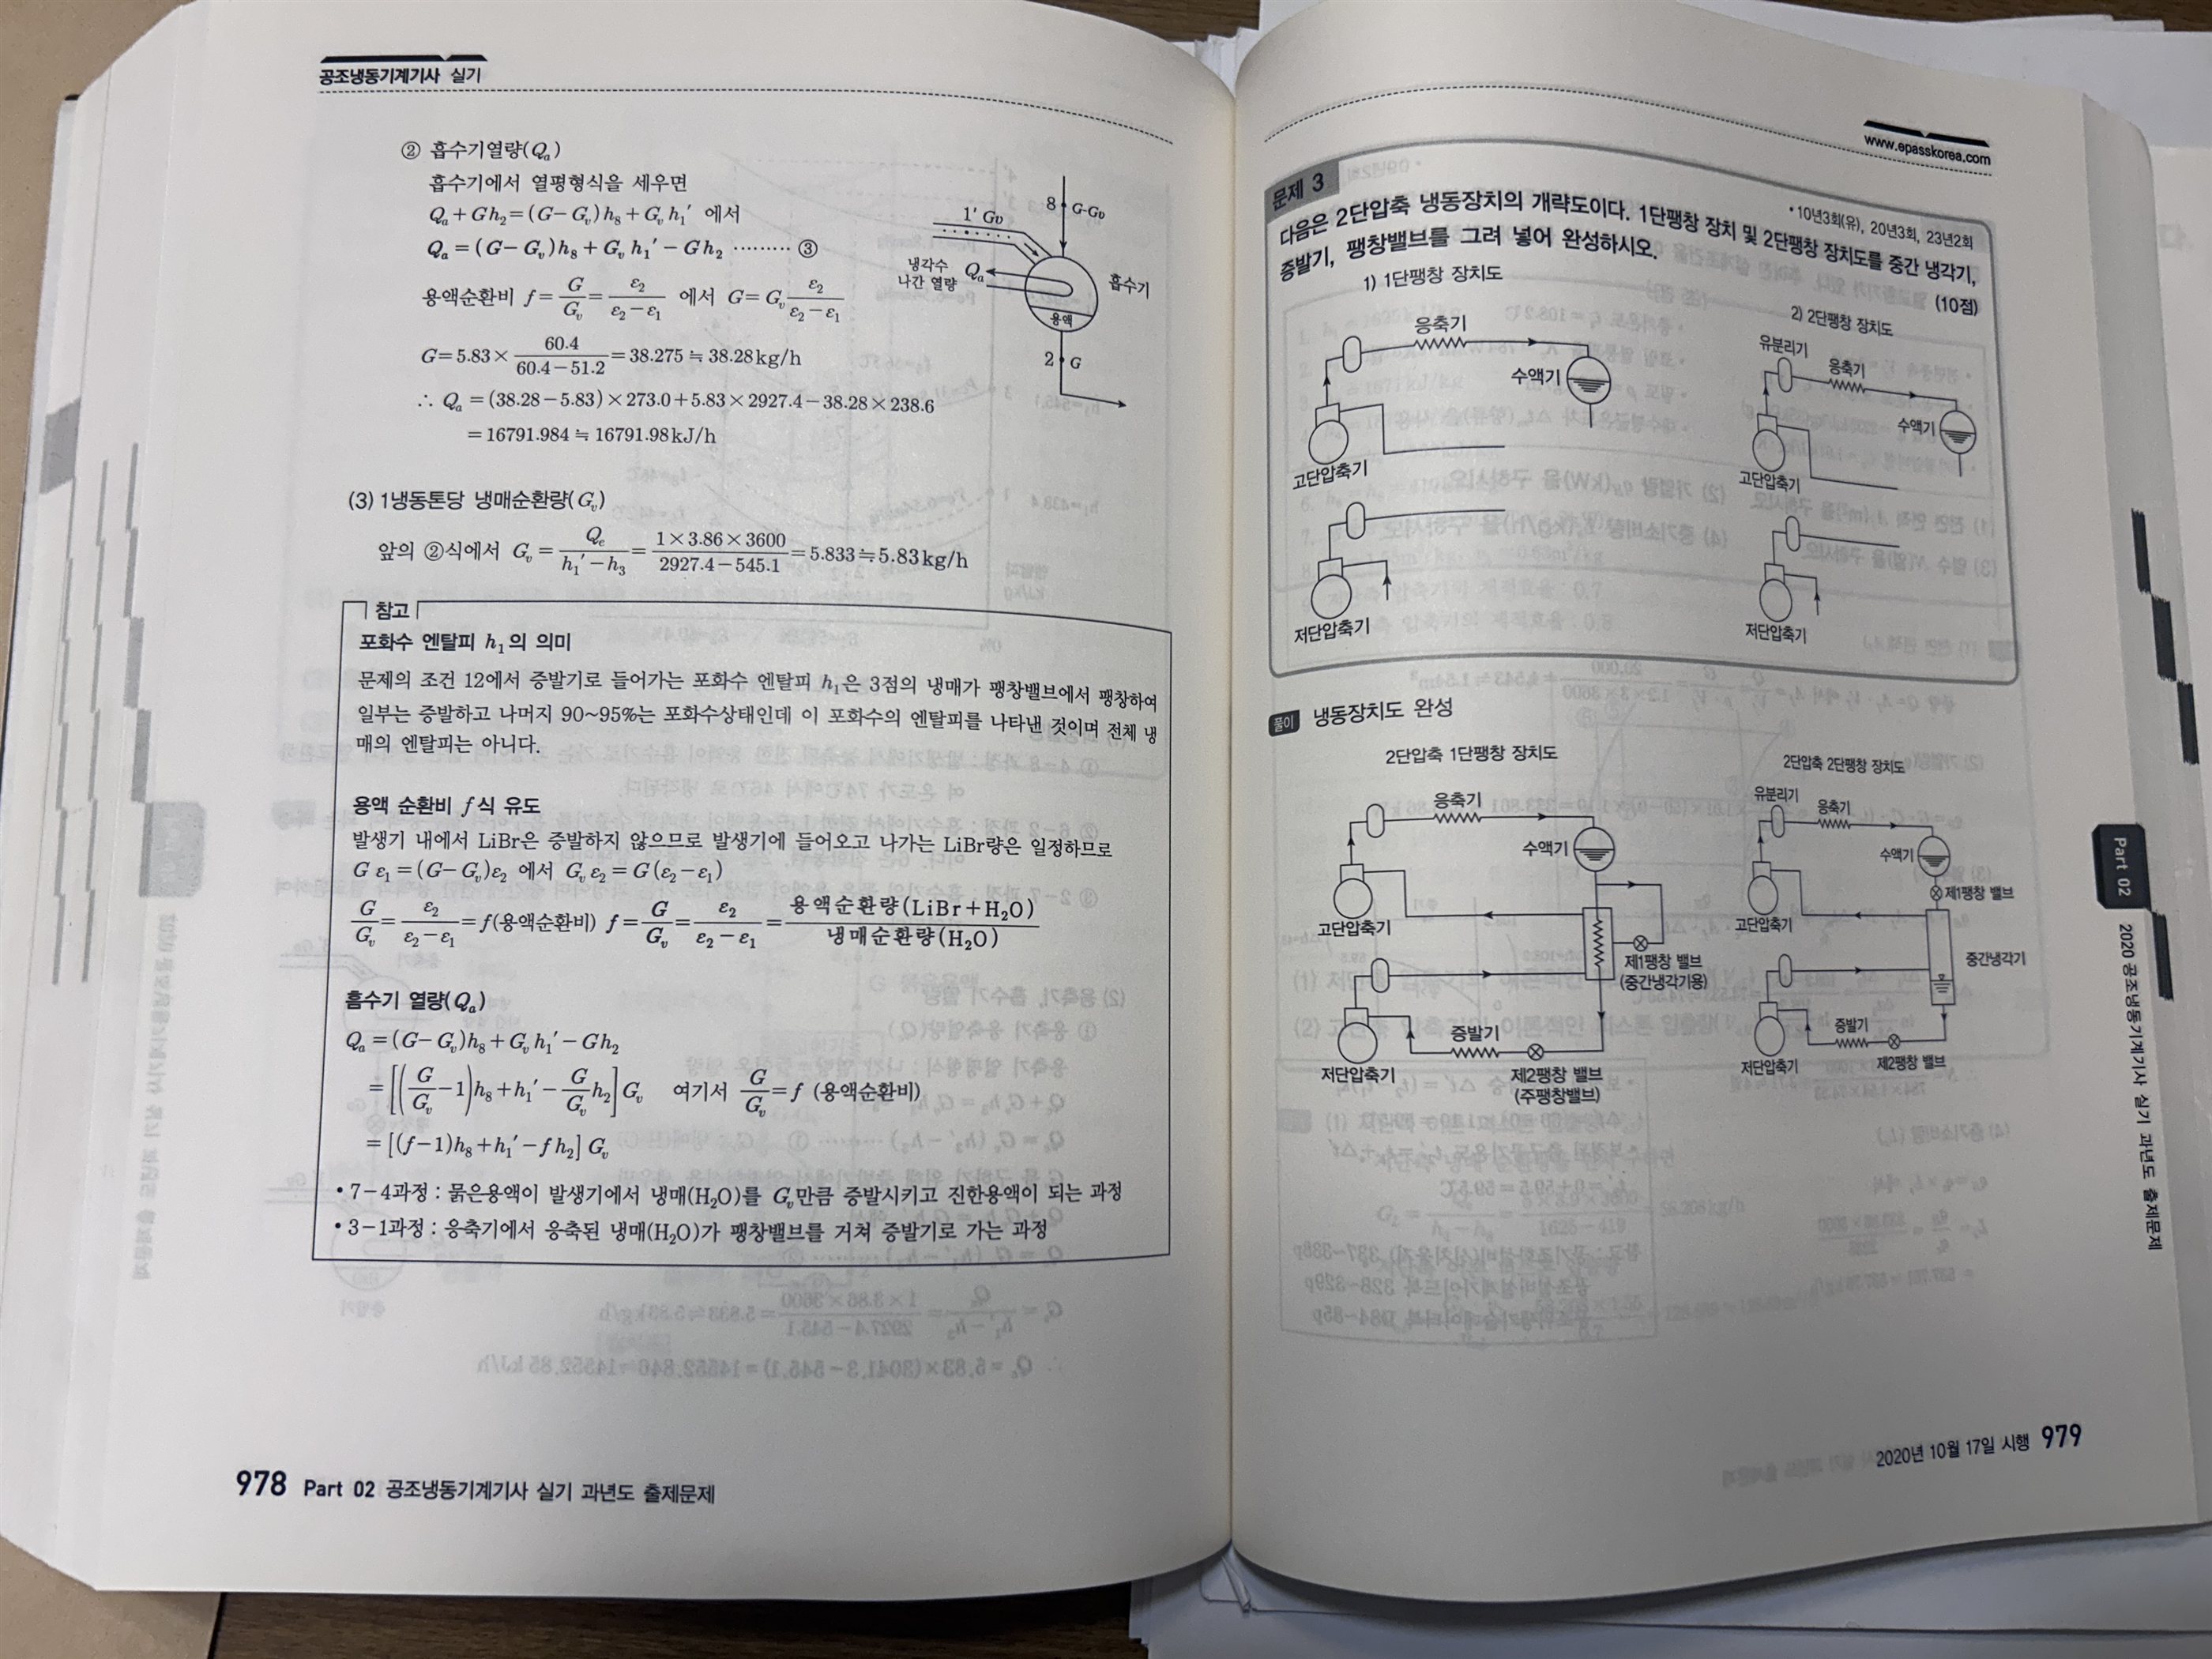 공조냉동기계기사 실기
② 흡수기열량(Qₐ)
흡수기에서 열평형식을 세우면
Qₐ+Gh₂=(G−Gᵥ)h₈+Gᵥh₁′ 에서
Qₐ=(G−Gᵥ)h₈+Gᵥh₁′−Gh₂ ········· ③
용액순환비 f=G/Gᵥ=ε₂/(ε₂−ε₁) 에서 G=Gᵥ ε₂/(ε₂−ε₁)
G=5.83×60.4/(60.4−51.2)=38.275≒38.28kg/h
∴ Qₐ=(38.28−5.83)×273.0+5.83×2927.4−38.28×238.6
=16791.984≒16791.98kJ/h
8 G-Gv
1′ Gv
냉각수
나간 열량
Qₐ
흡수기
용액
2 G
(3) 1냉동톤당 냉매순환량(Gᵥ)
앞의 ②식에서 Gᵥ=Qₑ/(h₁′−h₃)=(1×3.86×3600)/(2927.4−545.1)=5.833≒5.83kg/h
참고
포화수 엔탈피 h₁의 의미
문제의 조건 12에서 증발기로 들어가는 포화수 엔탈피 h₁은 3점의 냉매가 팽창밸브에서 팽창하여
일부는 증발하고 나머지 90~95%는 포화수상태인데 이 포화수의 엔탈피를 나타낸 것이며 전체 냉
매의 엔탈피는 아니다.
용액 순환비 f식 유도
발생기 내에서 LiBr은 증발하지 않으므로 발생기에 들어오고 나가는 LiBr량은 일정하므로
G ε₁=(G−Gᵥ)ε₂ 에서 Gᵥε₂=G(ε₂−ε₁)
G/Gᵥ=ε₂/(ε₂−ε₁)=f(용액순환비) f=G/Gᵥ=ε₂/(ε₂−ε₁)=용액순환량(LiBr+H₂O)/냉매순환량(H₂O)
흡수기 열량(Qₐ)
Qₐ=(G−Gᵥ)h₈+Gᵥh₁′−Gh₂
=[(G/Gᵥ−1)h₈+h₁′−G/Gᵥ h₂]Gᵥ 여기서 G/Gᵥ=f (용액순환비)
=[(f−1)h₈+h₁′−fh₂] Gᵥ
• 7−4과정 : 묽은용액이 발생기에서 냉매(H₂O)를 Gᵥ만큼 증발시키고 진한용액이 되는 과정
• 3−1과정 : 응축기에서 응축된 냉매(H₂O)가 팽창밸브를 거쳐 증발기로 가는 과정
978 Part 02 공조냉동기계기사 실기 과년도 출제문제
www.epasskorea.com
문제 3
• 10년3회(유), 20년3회, 23년2회
다음은 2단압축 냉동장치의 개략도이다. 1단팽창 장치 및 2단팽창 장치도를 중간 냉각기,
증발기, 팽창밸브를 그려 넣어 완성하시오.
(10점)
1) 1단팽창 장치도
응축기
수액기
고단압축기
저단압축기
2) 2단팽창 장치도
유분리기
응축기
수액기
고단압축기
저단압축기
풀이 냉동장치도 완성
2단압축 1단팽창 장치도
응축기
수액기
고단압축기
제1팽창 밸브
(중간냉각기용)
증발기
저단압축기
제2팽창 밸브
(주팽창밸브)
2단압축 2단팽창 장치도
유분리기
응축기
수액기
제1팽창 밸브
고단압축기
중간냉각기
증발기
저단압축기
제2팽창 밸브
Part 02
2020 공조냉동기계기사 실기 과년도 출제문제
2020년 10월 17일 시행 979